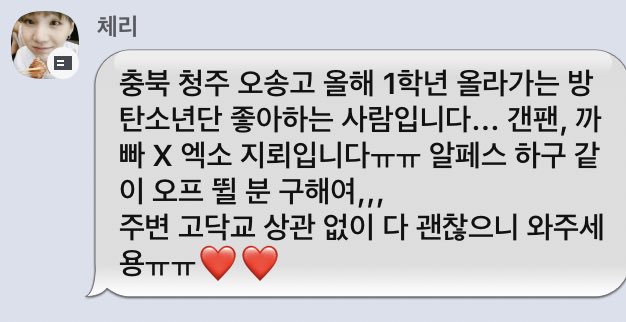 체리
충북 청주 오송고 올해 1학년 올라가는 방
탄소년단 좋아하는 사람입니다... 갠팬, 까
빠 X 엑소 지뢰입니다ㅠㅠ 알페스 하구 같
이 오프 뛸 분 구해여,,,
주변 고닥교 상관 없이 다 괜찮으니 와주세
용ㅠㅠ❤️❤️